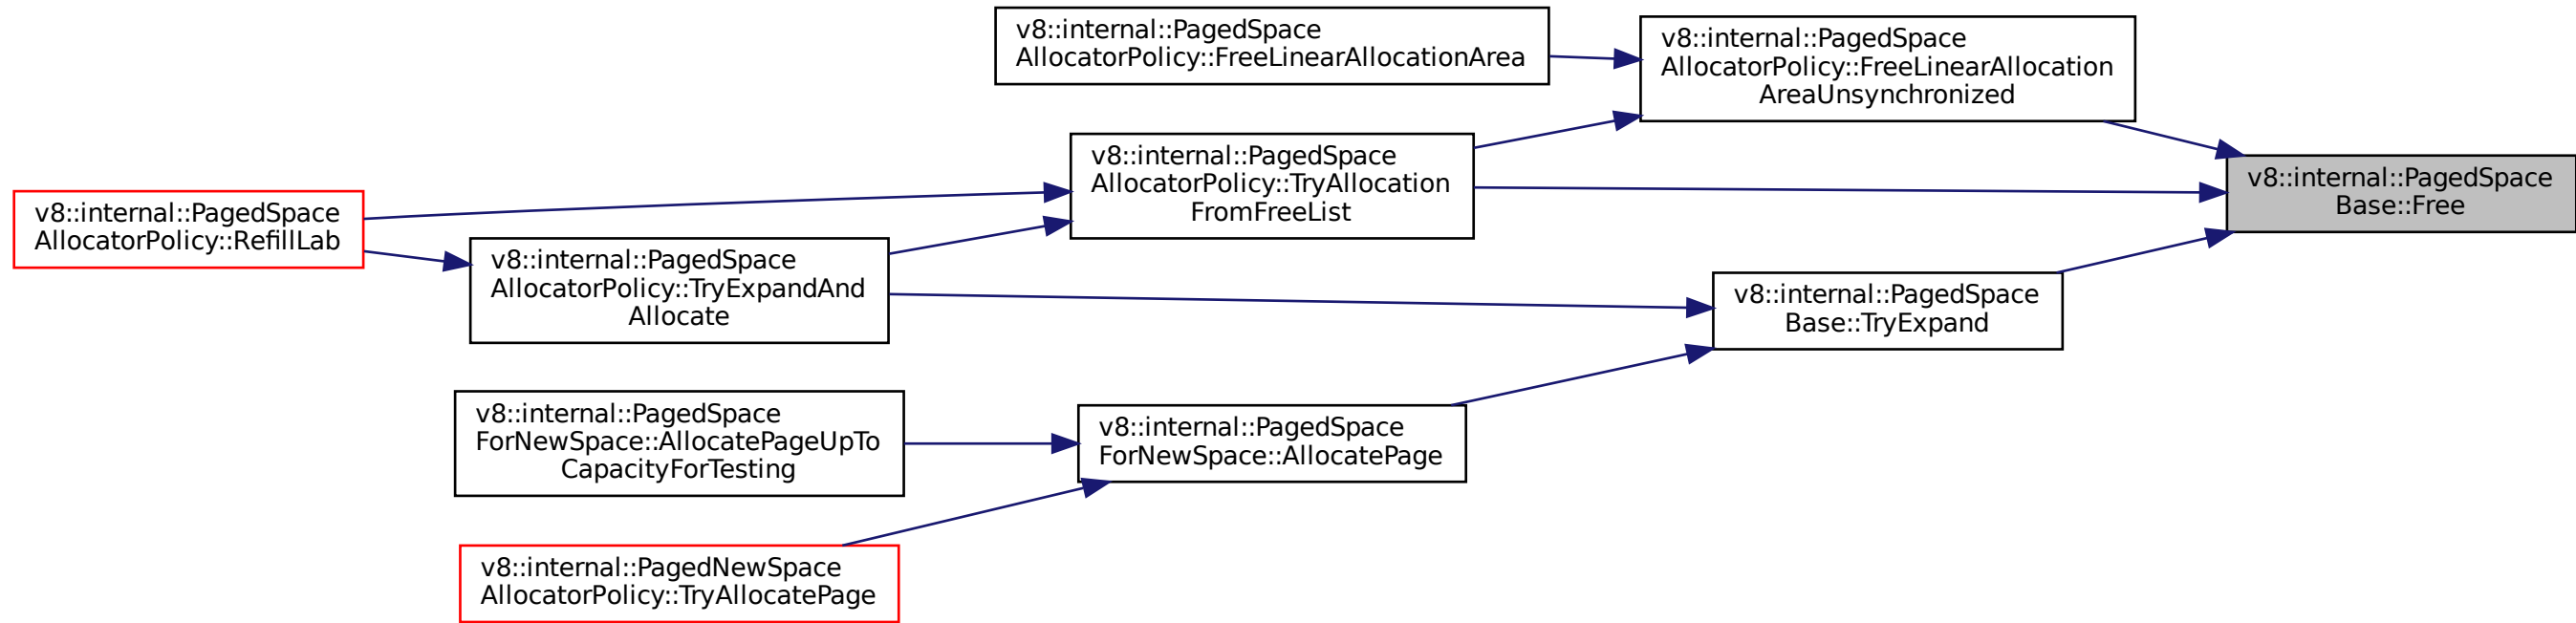 v8::internal::PagedSpace
AllocatorPolicy::FreeLinearAllocationArea
v8::internal::PagedSpace
AllocatorPolicy::FreeLinearAllocation
AreaUnsynchronized
v8::internal::PagedSpace
AllocatorPolicy::TryAllocation
FromFreeList
v8::internal::PagedSpace
Base::Free
v8::internal::PagedSpace
AllocatorPolicy::RefillLab
v8::internal::PagedSpace
AllocatorPolicy::TryExpandAnd
Allocate
v8::internal::PagedSpace
Base::TryExpand
v8::internal::PagedSpace
ForNewSpace::AllocatePageUpTo
CapacityForTesting
v8::internal::PagedSpace
ForNewSpace::AllocatePage
v8::internal::PagedNewSpace
AllocatorPolicy::TryAllocatePage